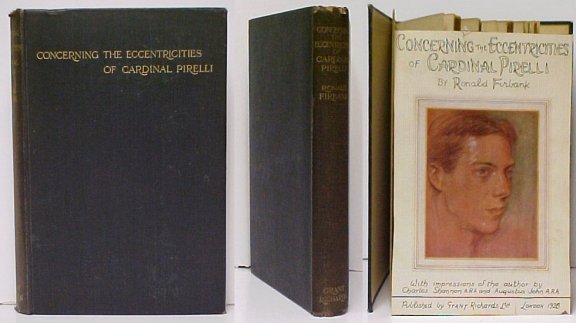 CONCERNING THE ECCENTRICITIES
OF CARDINAL PIRELLI
CONCERNING
THE
ECCENTRICITIES
OF
CARDINAL
PIRELLI
RONALD
FIRBANK
GRANT
RICHARDS
CONCERNING THE ECCENTRICITIES
OF CARDINAL PIRELLI
By Ronald Firbank
With impressions of the author by
Charles Shannon A.R.A. and Augustus John A.R.A.
Published by GRANT RICHARDS Ltd LONDON 1926